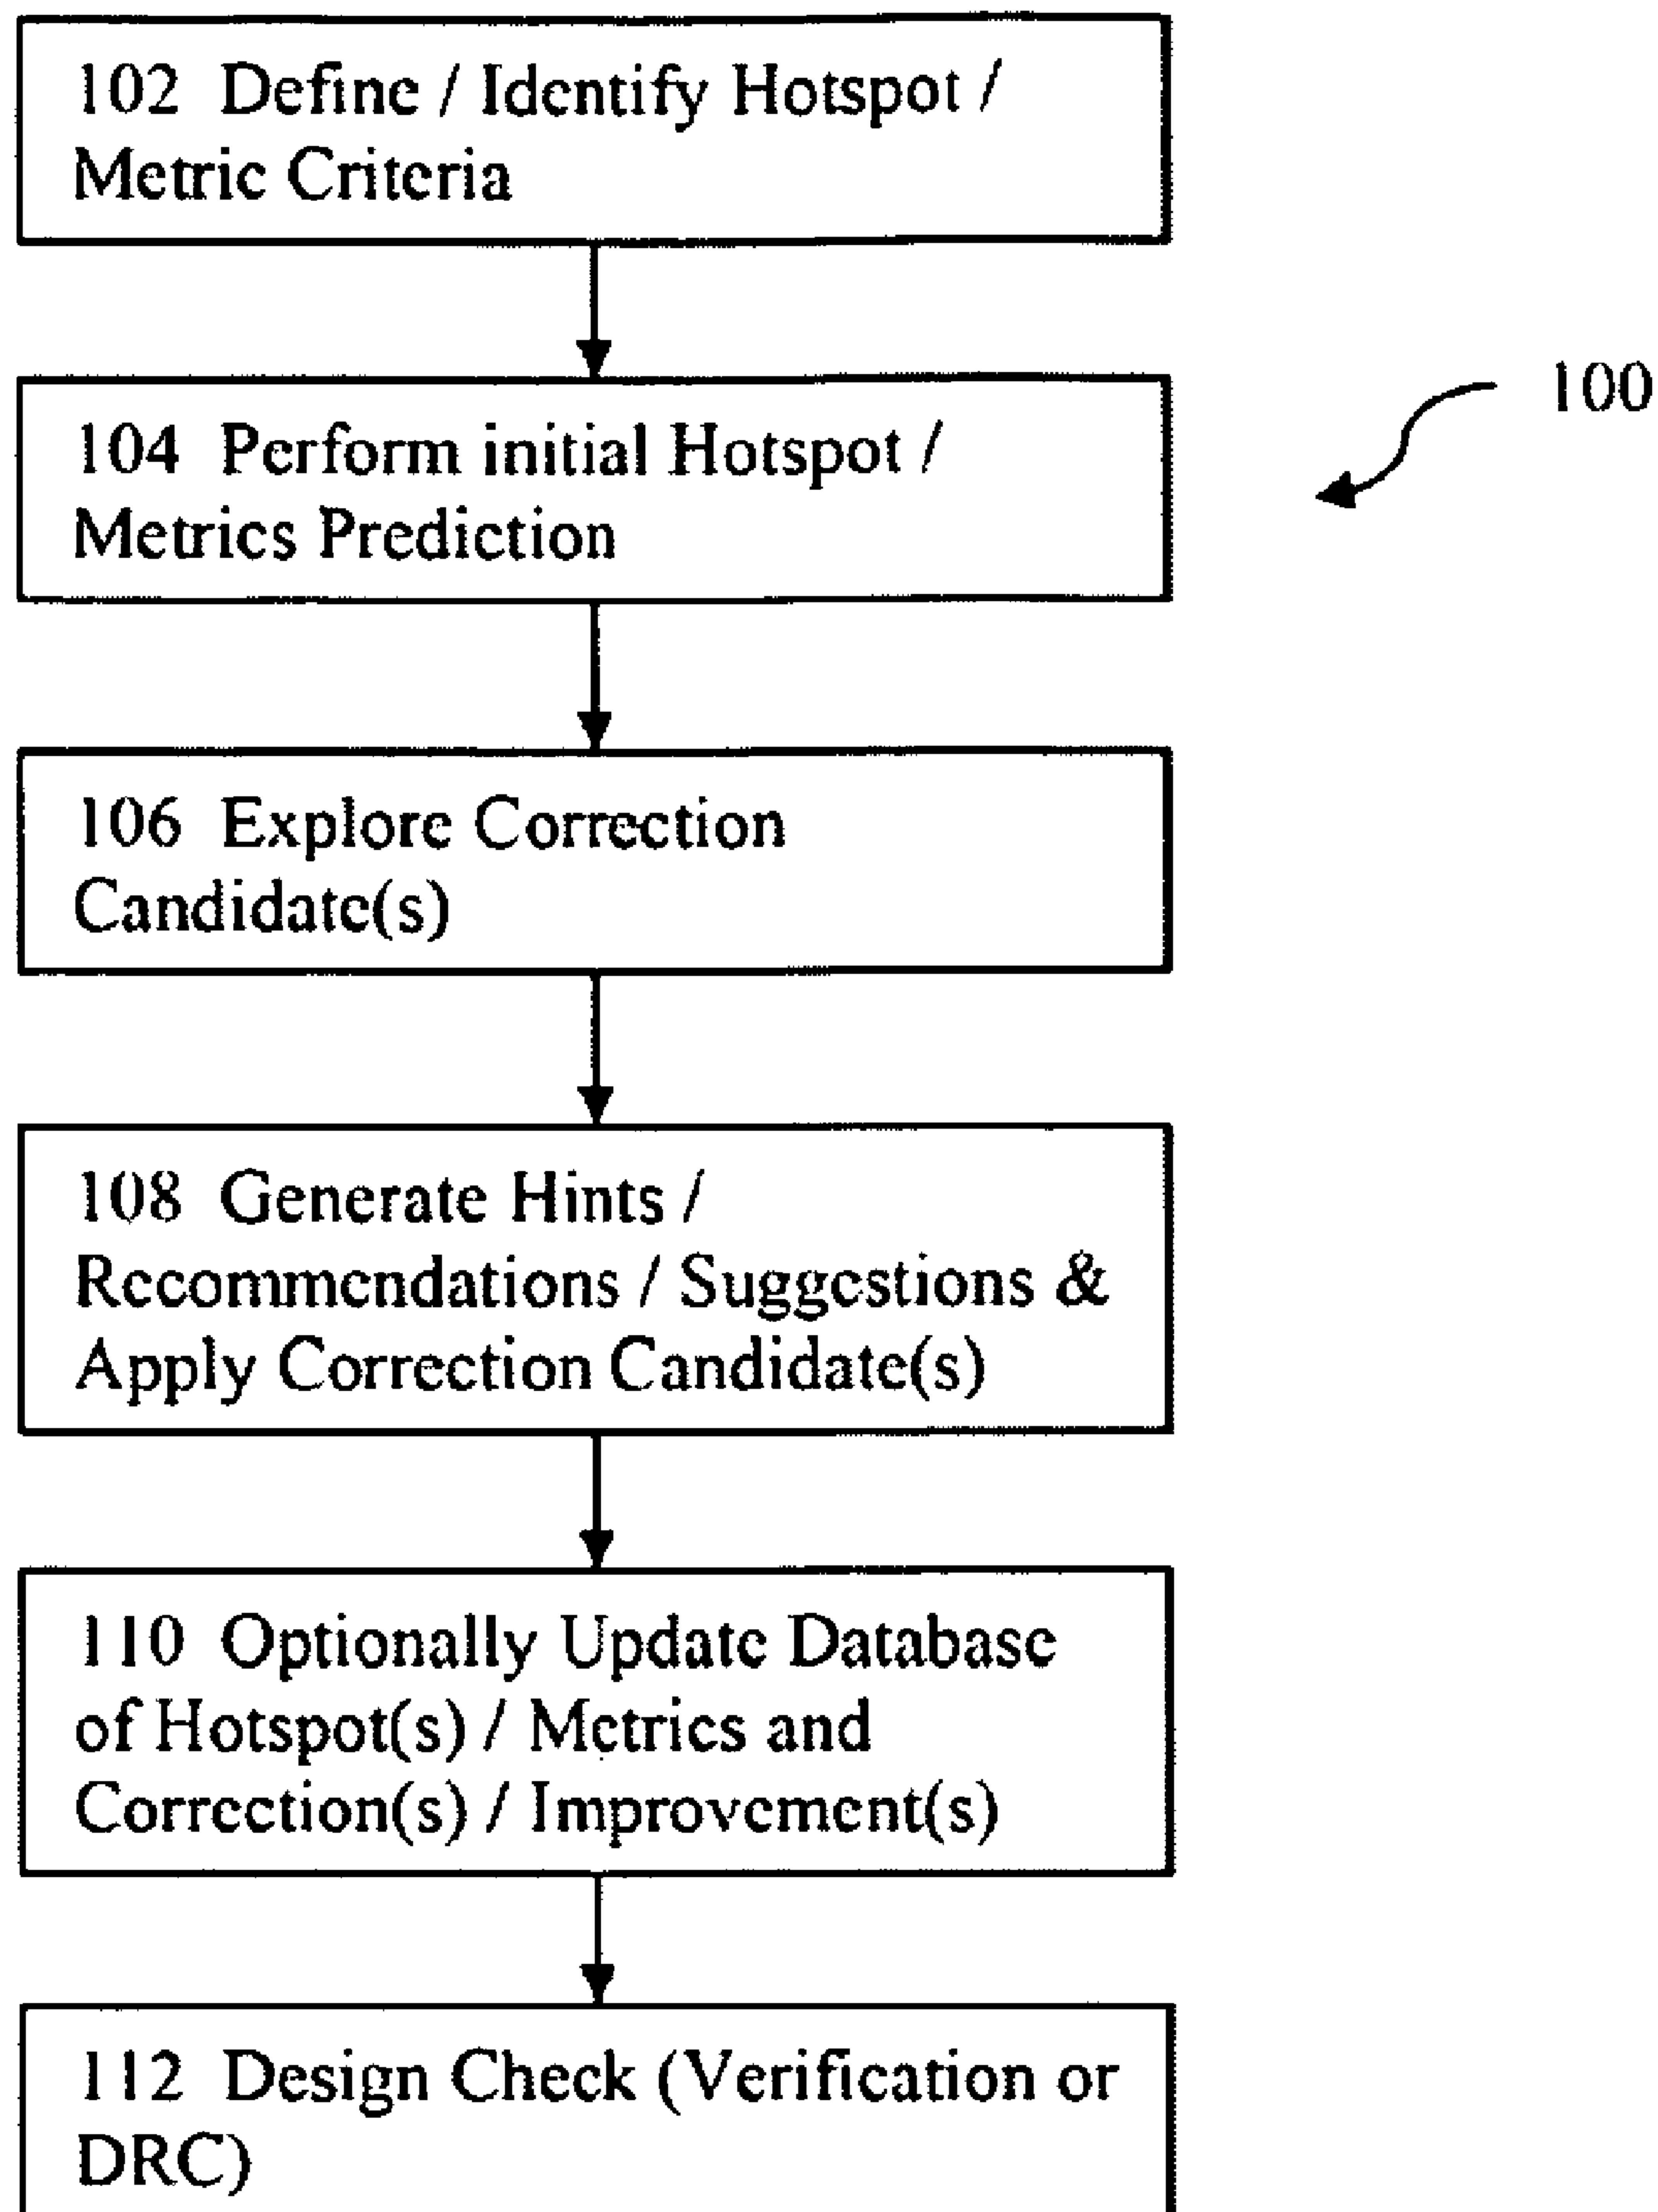 102 Define / Identify Hotspot /
Metric Criteria
104 Perform initial Hotspot /
Metrics Prediction
100
106 Explore Correction
Candidate(s)
108 Generate Hints /
Recommendations / Suggestions &
Apply Correction Candidate(s)
110 Optionally Update Database
of Hotspot(s) / Metrics and
Correction(s) / Improvement(s)
112 Design Check (Verification or
DRC)